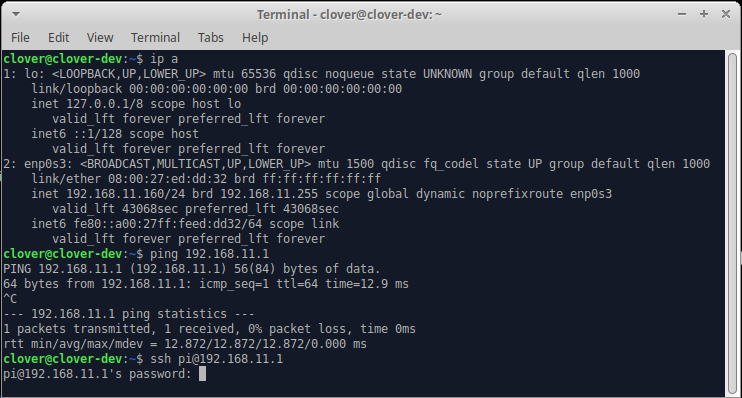 Terminal - clover@clover-dev: ~
File Edit View Terminal Tabs Help
clover@clover-dev:~$ ip a
1: lo: <LOOPBACK,UP,LOWER_UP> mtu 65536 qdisc noqueue state UNKNOWN group default qlen 1000
    link/loopback 00:00:00:00:00:00 brd 00:00:00:00:00:00
    inet 127.0.0.1/8 scope host lo
       valid_lft forever preferred_lft forever
    inet6 ::1/128 scope host
       valid_lft forever preferred_lft forever
2: enp0s3: <BROADCAST,MULTICAST,UP,LOWER_UP> mtu 1500 qdisc fq_codel state UP group default qlen 1000
    link/ether 08:00:27:ed:dd:32 brd ff:ff:ff:ff:ff:ff
    inet 192.168.11.160/24 brd 192.168.11.255 scope global dynamic noprefixroute enp0s3
       valid_lft 43068sec preferred_lft 43068sec
    inet6 fe80::a00:27ff:feed:dd32/64 scope link
       valid_lft forever preferred_lft forever
clover@clover-dev:~$ ping 192.168.11.1
PING 192.168.11.1 (192.168.11.1) 56(84) bytes of data.
64 bytes from 192.168.11.1: icmp_seq=1 ttl=64 time=12.9 ms
^C
--- 192.168.11.1 ping statistics ---
1 packets transmitted, 1 received, 0% packet loss, time 0ms
rtt min/avg/max/mdev = 12.872/12.872/12.872/0.000 ms
clover@clover-dev:~$ ssh pi@192.168.11.1
pi@192.168.11.1's password: